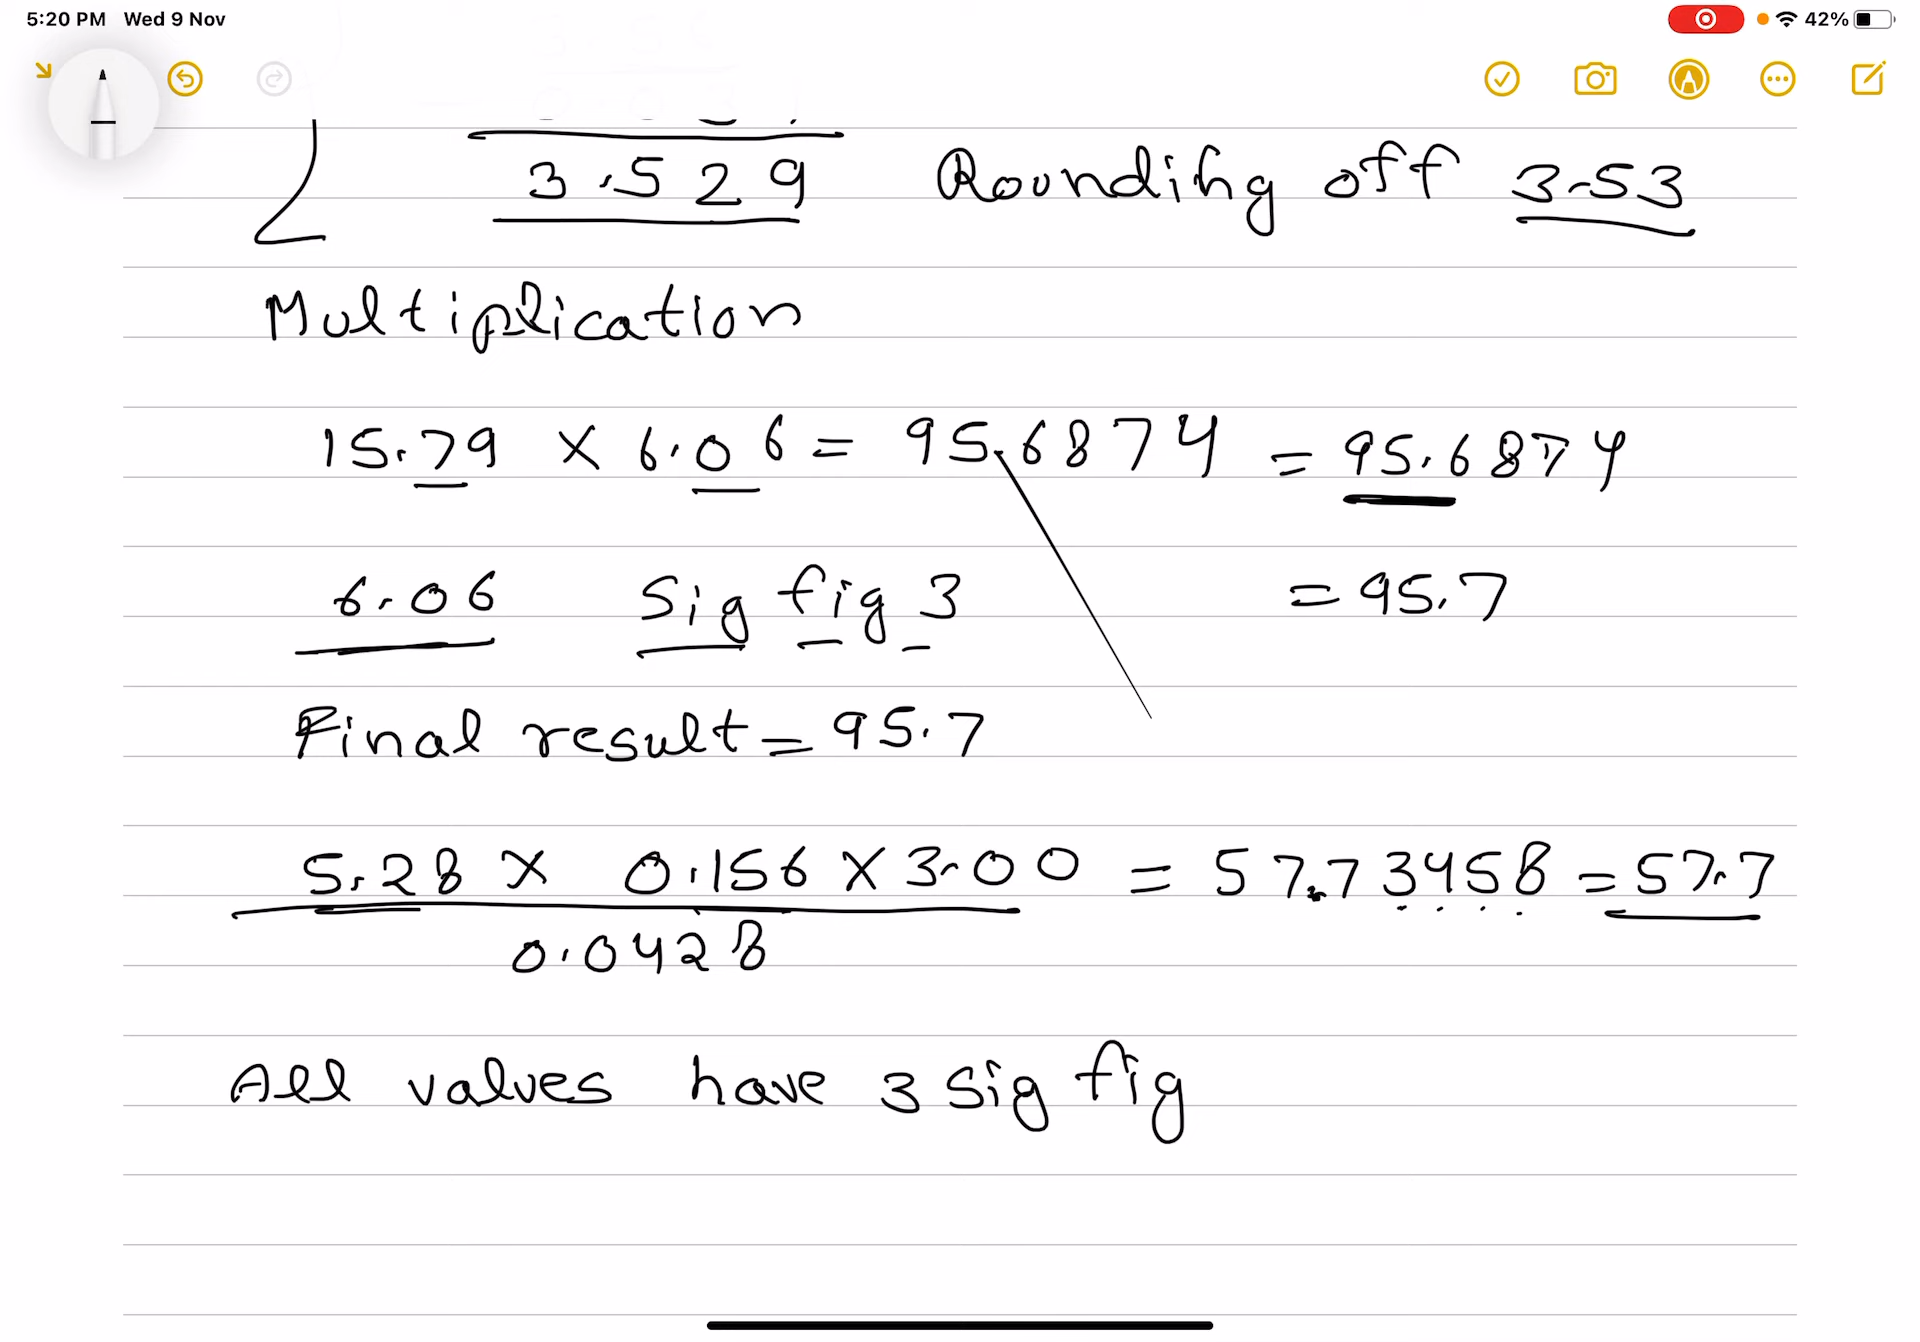 5:20 PM Wed 9 Nov 42%
3.529 Rounding off 3.53
Multiplication
15.79 × 6.06 = 95.6874 = 95.6874
6.06 Sig fig 3 = 95.7
Final result = 95.7
5.28 × 0.156 × 3.00 = 57.73458 = 57.7
0.0428
All values have 3 Sig fig